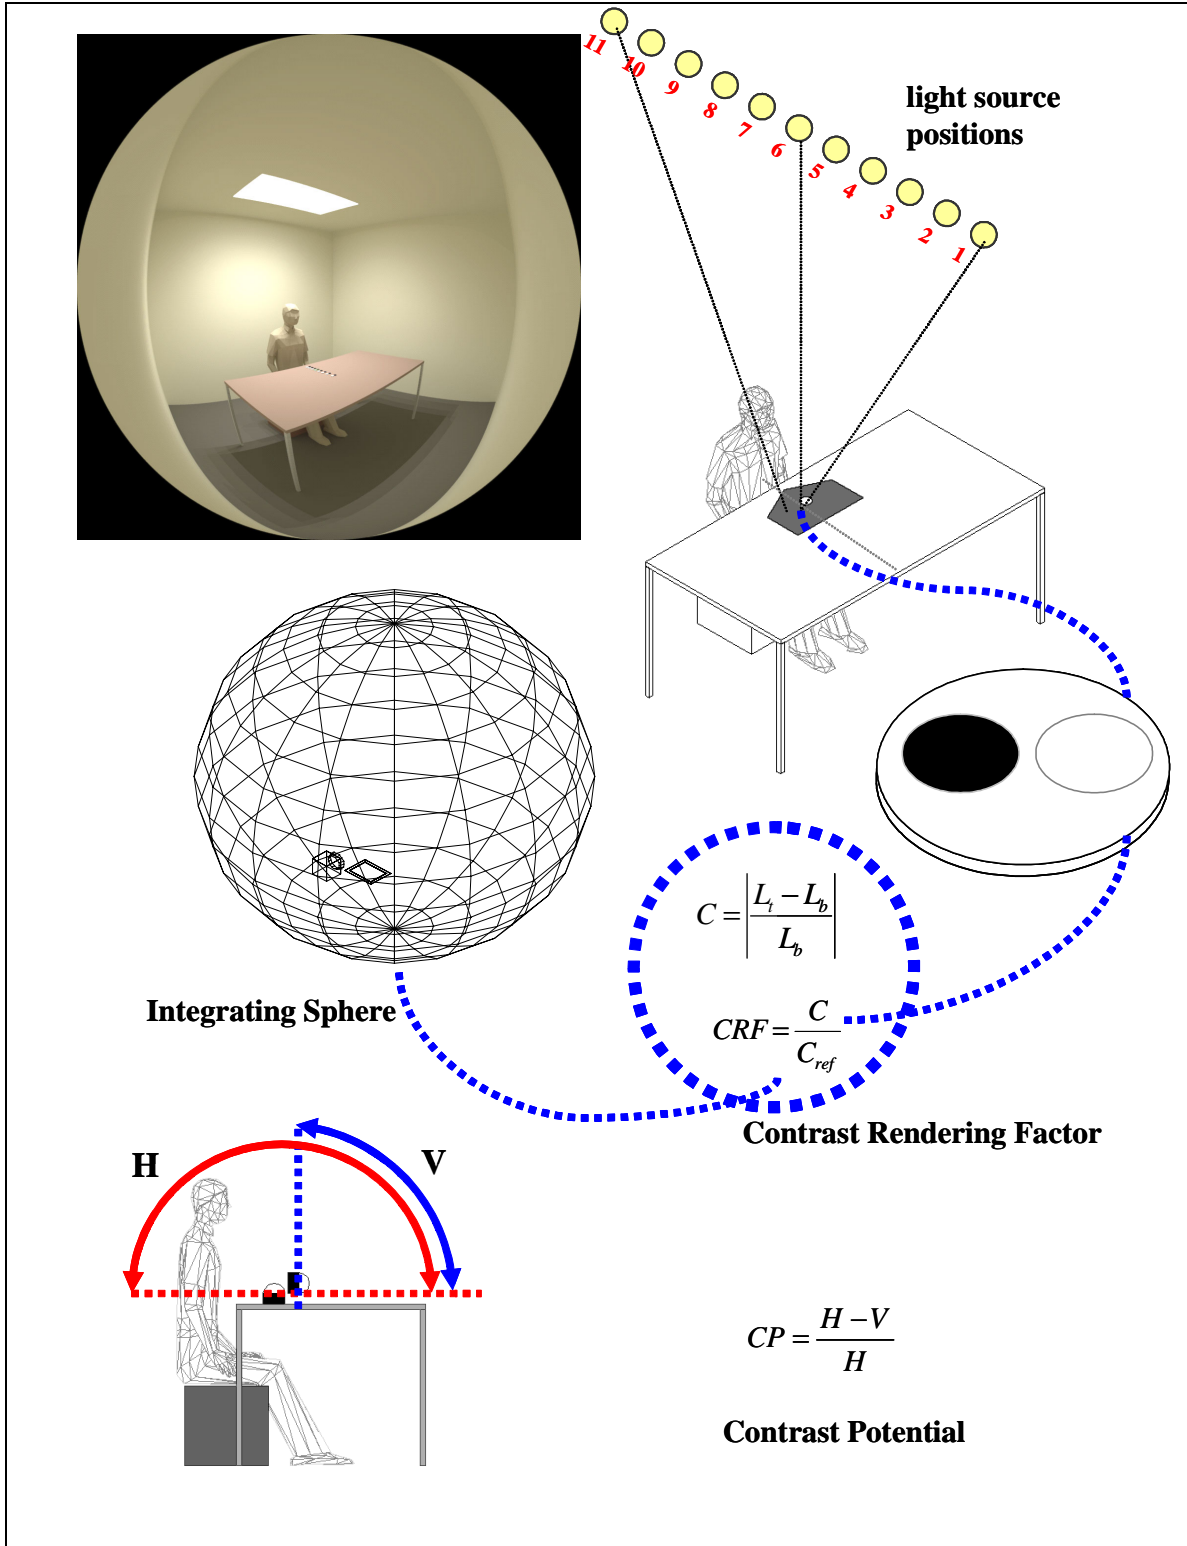 11
10
9
8
7
6
5
4
3
2
1
light source
positions
Integrating Sphere
C = |(L_t − L_b) / L_b|
CRF = C / C_ref
Contrast Rendering Factor
H
V
CP = (H − V) / H
Contrast Potential